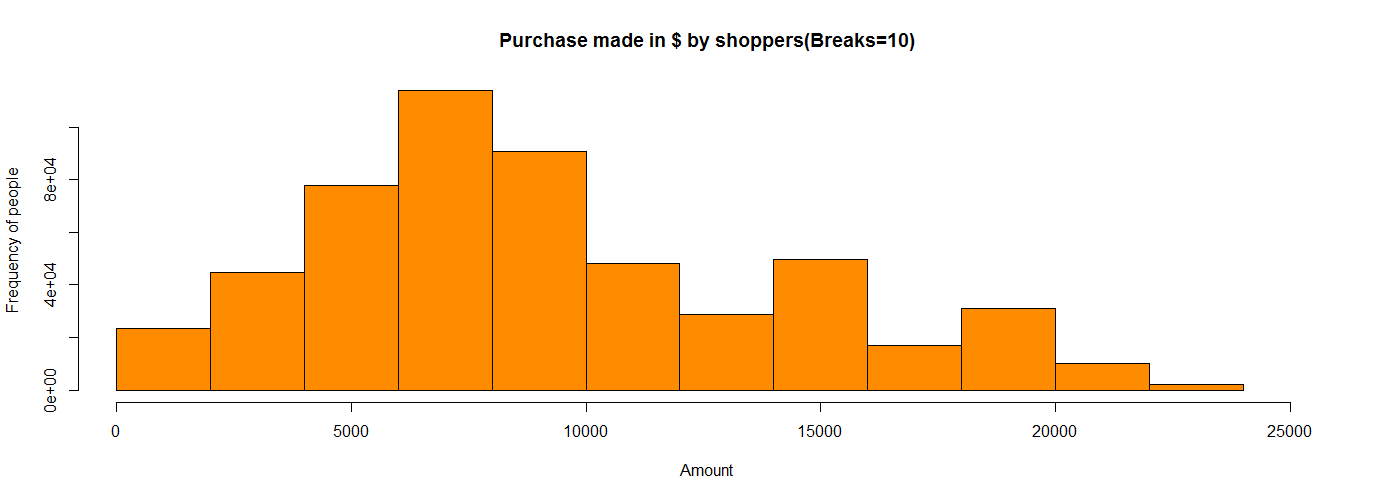 Purchase made in $ by shoppers(Breaks=10)
Frequency of people
8e+04
4e+04
0e+00
0 5000 10000 15000 20000 25000
Amount